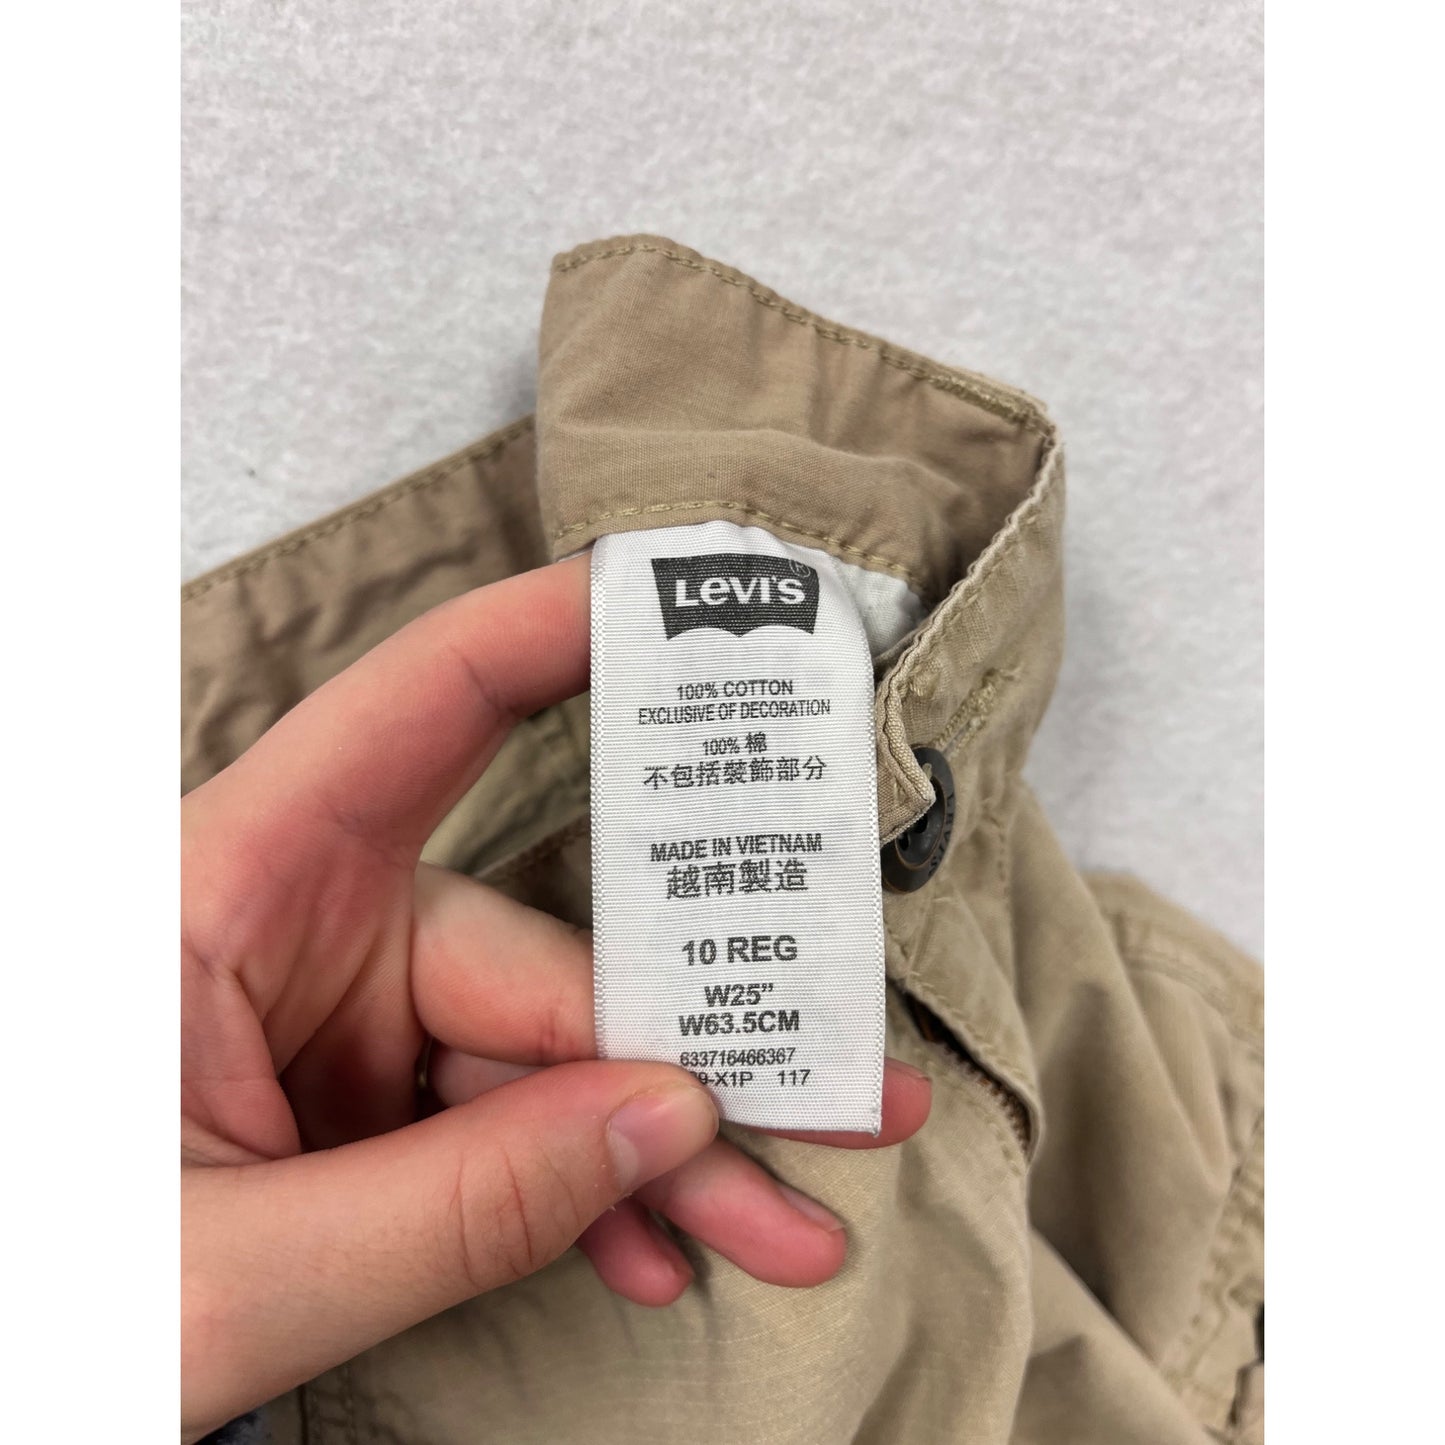 Levi's®
100% COTTON
EXCLUSIVE OF DECORATION
100% 棉
不包括裝飾部分
MADE IN VIETNAM
越南製造
10 REG
W25”
W63.5CM
633716466367
9-X1P 117